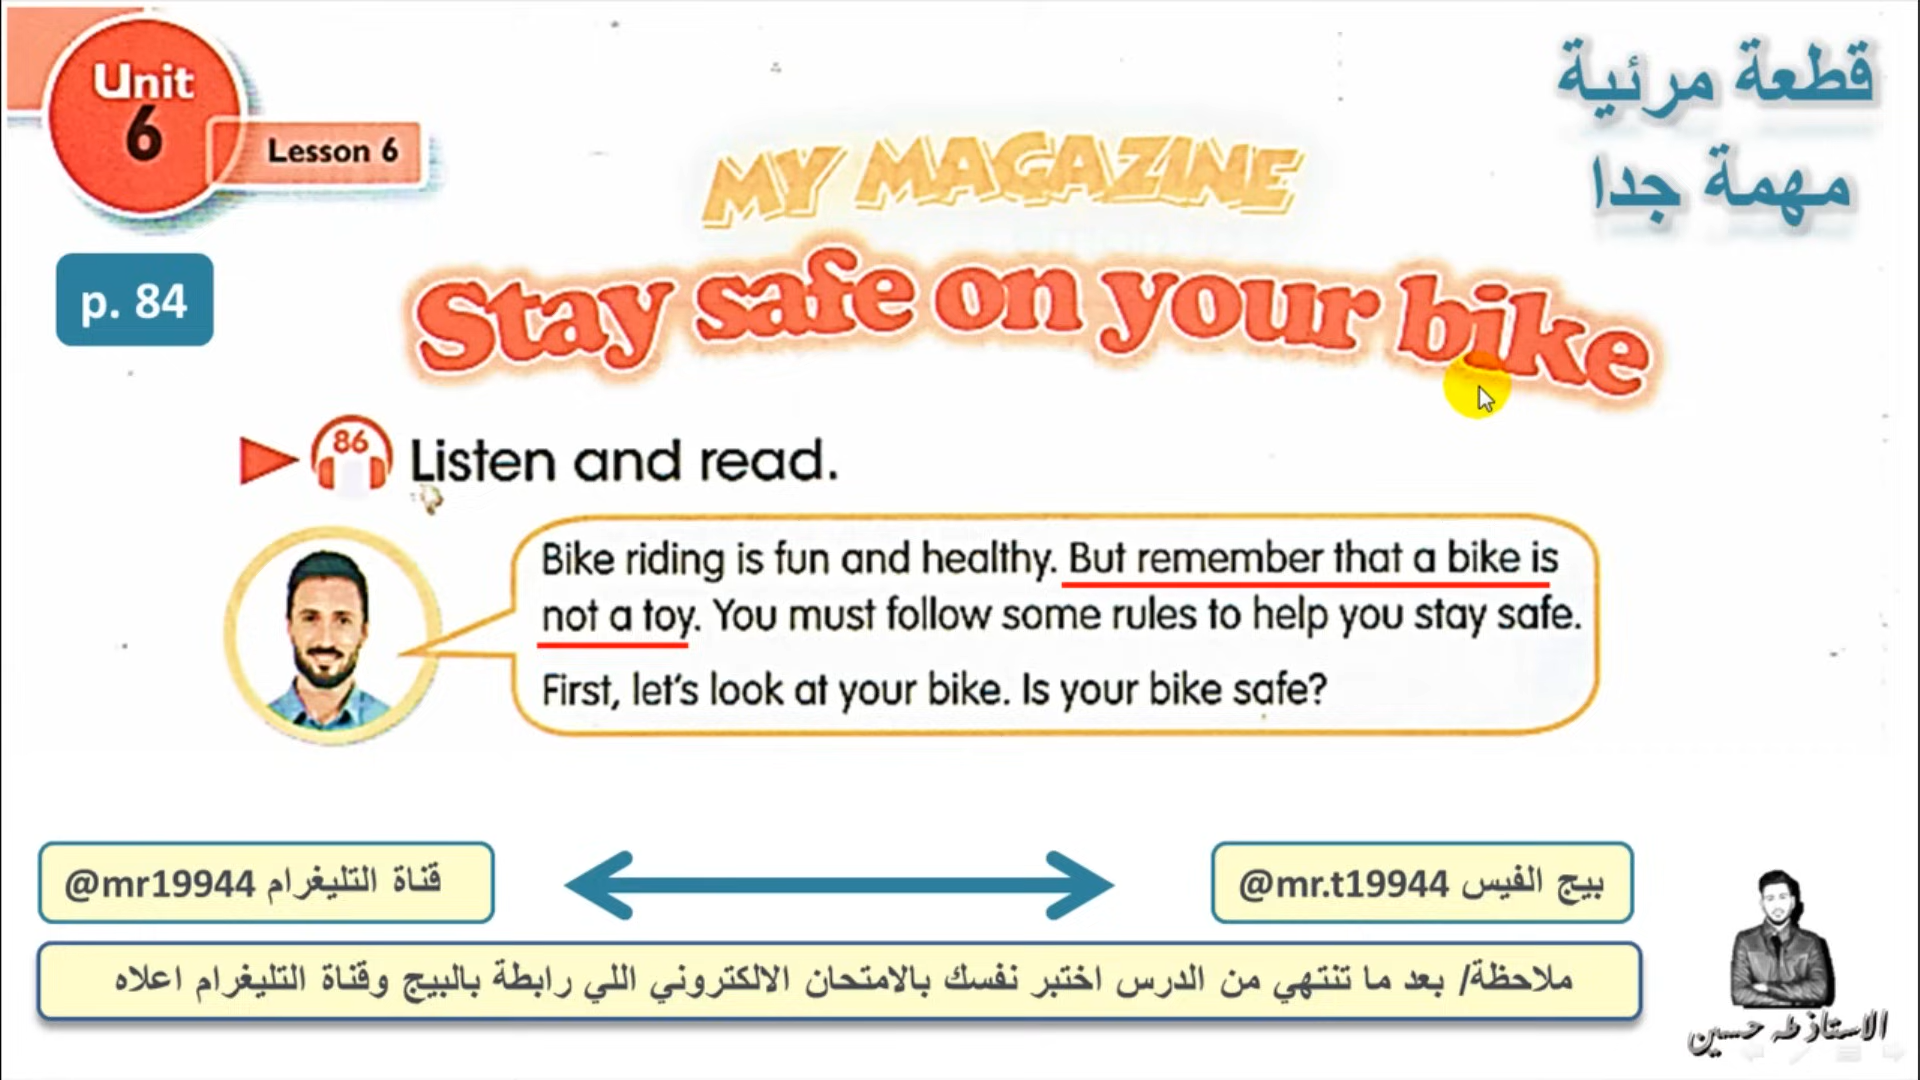 Unit
6
Lesson 6
قطعة مرئية
مهمة جدا
MY MAGAZINE
p. 84
Stay safe on your bike
86
Listen and read.
Bike riding is fun and healthy. But remember that a bike is
not a toy. You must follow some rules to help you stay safe.
First, let's look at your bike. Is your bike safe?
قناة التليغرام @mr19944
بيج الفيس @mr.t19944
ملاحظة/ بعد ما تنتهي من الدرس اختبر نفسك بالامتحان الالكتروني اللي رابطة بالبيج وقناة التليغرام اعلاه
الاستاذ طه حسين